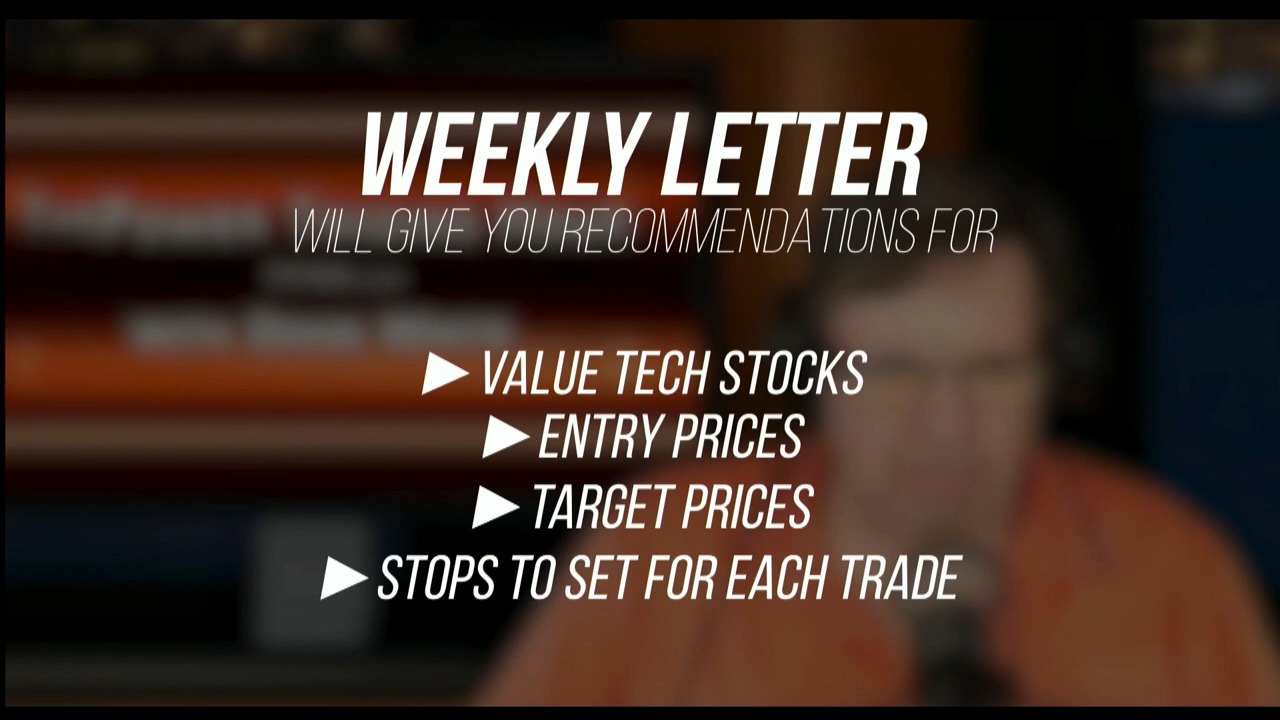 WEEKLY LETTER
WILL GIVE YOU RECOMMENDATIONS FOR
▶ VALUE TECH STOCKS
▶ ENTRY PRICES
▶ TARGET PRICES
▶ STOPS TO SET FOR EACH TRADE